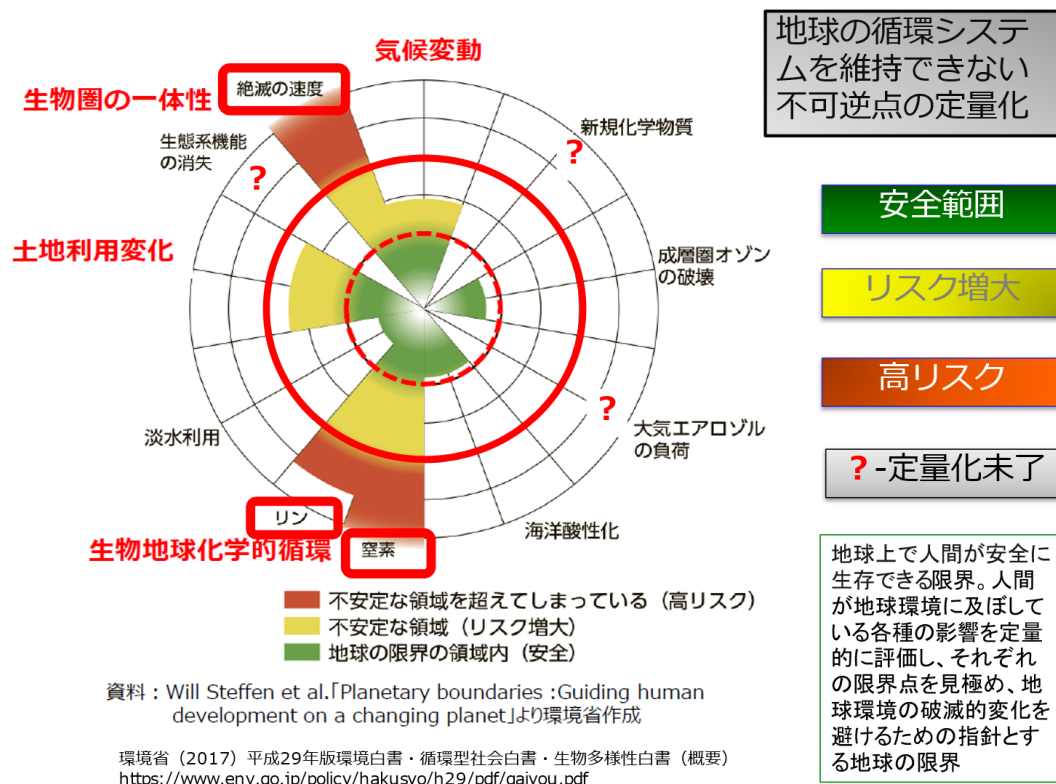 気候変動
地球の循環システ
ムを維持できない
不可逆点の定量化
生物圏の一体性
絶滅の速度
生態系機能
の消失
?
新規化学物質
?
安全範囲
土地利用変化
成層圏オゾン
の破壊
リスク増大
高リスク
?
大気エアロゾル
の負荷
淡水利用
?-定量化未了
リン
海洋酸性化
生物地球化学的循環
窒素
不安定な領域を超えてしまっている（高リスク）
不安定な領域（リスク増大）
地球の限界の領域内（安全）
地球上で人間が安全に
生存できる限界。人間
が地球環境に及ぼして
いる各種の影響を定量
的に評価し、それぞれ
の限界点を見極め、地
球環境の破滅的変化を
避けるための指針とす
る地球の限界
資料：Will Steffen et al.｢Planetary boundaries :Guiding human
development on a changing planet｣より環境省作成
環境省（2017）平成29年版環境白書・循環型社会白書・生物多様性白書（概要）
https://www.env.go.jp/policy/hakusyo/h29/pdf/gaiyou.pdf